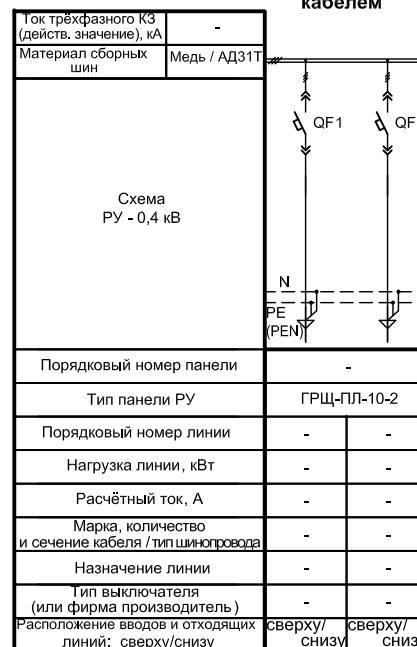 кабелем
Ток трёхфазного КЗ
(действ. значение), кА
-
Материал сборных
шин
Медь / АД31Т
QF1
QF
Схема
РУ - 0,4 кВ
N
PE
(PEN)
Порядковый номер панели
-
Тип панели РУ
ГРЩ-ПЛ-10-2
Порядковый номер линии
- -
Нагрузка линии, кВт
- -
Расчётный ток, А
- -
Марка, количество
и сечение кабеля / тип шинопровода
- -
Назначение линии
- -
Тип выключателя
(или фирма производитель)
- -
Расположение вводов и отходящих
линий: сверху/снизу
сверху/
снизу
сверху/
сниз